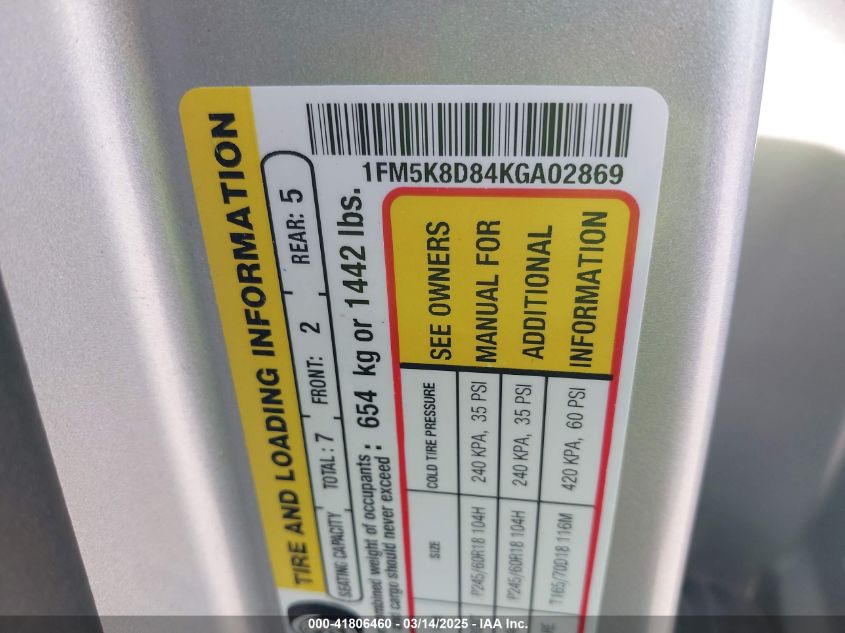 TIRE AND LOADING INFORMATION
SEATING CAPACITY TOTAL : 7 FRONT: 2 REAR: 5
weight of occupants : 654 kg or 1442 lbs.
cargo should never exceed :
1FM5K8D84KGA02869
SIZE COLD TIRE PRESSURE SEE OWNERS
P245/60R18 104H 240 KPA, 35 PSI MANUAL FOR
P245/60R18 104H 240 KPA, 35 PSI ADDITIONAL
T165/70D18 116M 420 KPA, 60 PSI INFORMATION
000-41806460 - 03/14/2025 - IAA Inc.